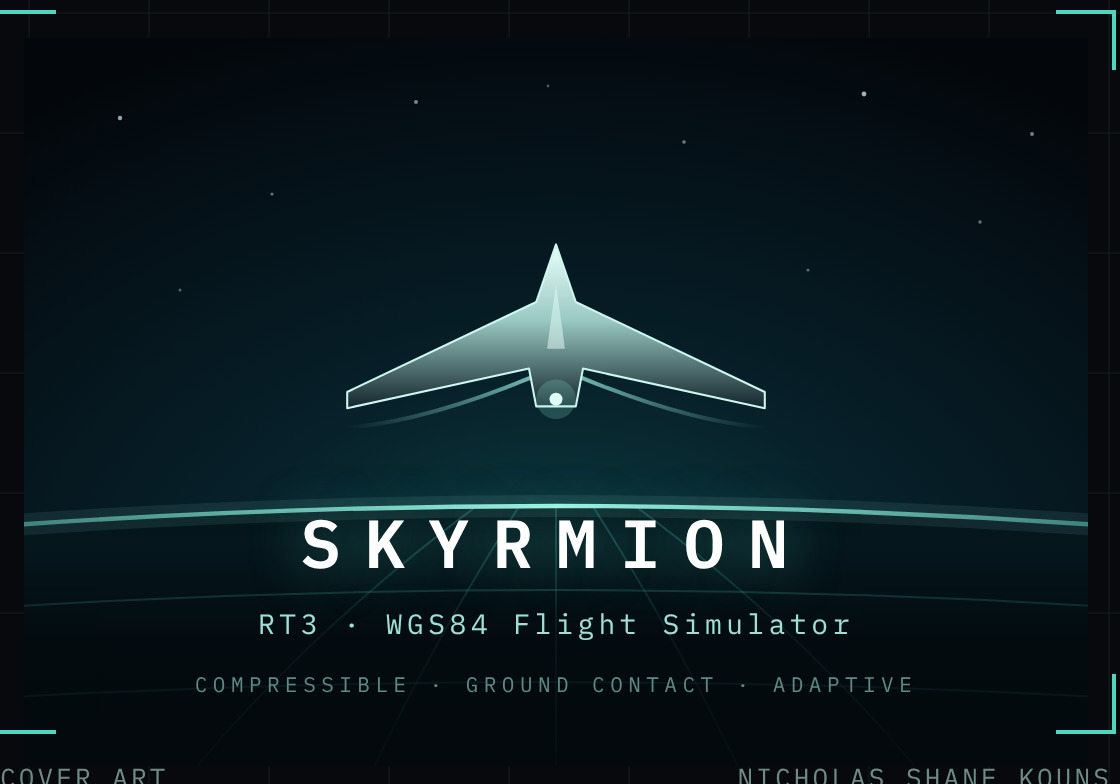 SKYRMION
RT3 · WGS84 Flight Simulator
COMPRESSIBLE · GROUND CONTACT · ADAPTIVE
COVER ART
NICHOLAS SHANE KOUNS